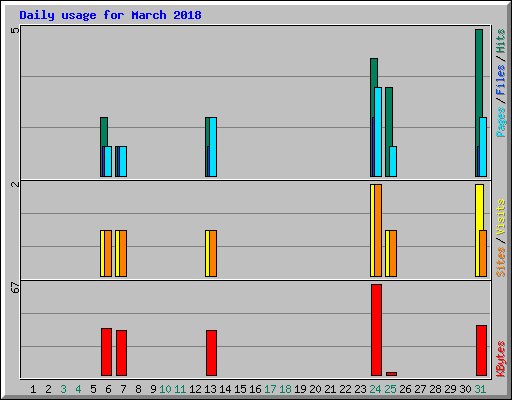 Daily usage for March 2018
5
2
67
Pages / Files / Hits
Sites / Visits
KBytes
1 2 3 4 5 6 7 8 9 10 11 12 13 14 15 16 17 18 19 20 21 22 23 24 25 26 27 28 29 30 31